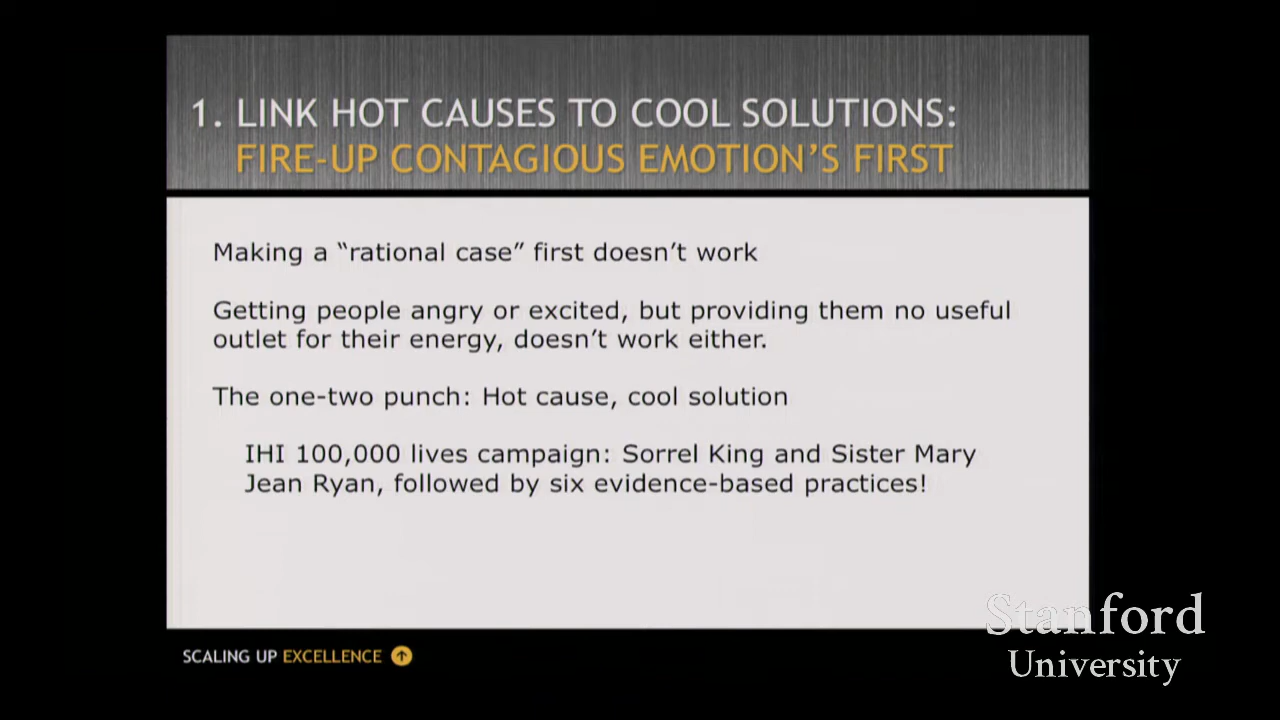 1. LINK HOT CAUSES TO COOL SOLUTIONS:
FIRE-UP CONTAGIOUS EMOTION'S FIRST
Making a “rational case” first doesn’t work
Getting people angry or excited, but providing them no useful
outlet for their energy, doesn’t work either.
The one-two punch: Hot cause, cool solution
IHI 100,000 lives campaign: Sorrel King and Sister Mary
Jean Ryan, followed by six evidence-based practices!
SCALING UP EXCELLENCE
Stanford
University